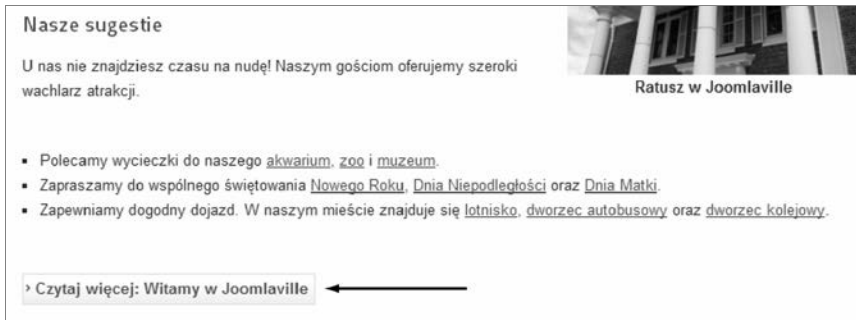 Nasze sugestie
U nas nie znajdziesz czasu na nudę! Naszym gościom oferujemy szeroki
wachlarz atrakcji.
Ratusz w Joomlaville
▪ Polecamy wycieczki do naszego akwarium, zoo i muzeum.
▪ Zapraszamy do wspólnego świętowania Nowego Roku, Dnia Niepodległości oraz Dnia Matki.
▪ Zapewniamy dogodny dojazd. W naszym mieście znajduje się lotnisko, dworzec autobusowy oraz dworzec kolejowy.
› Czytaj więcej: Witamy w Joomlaville